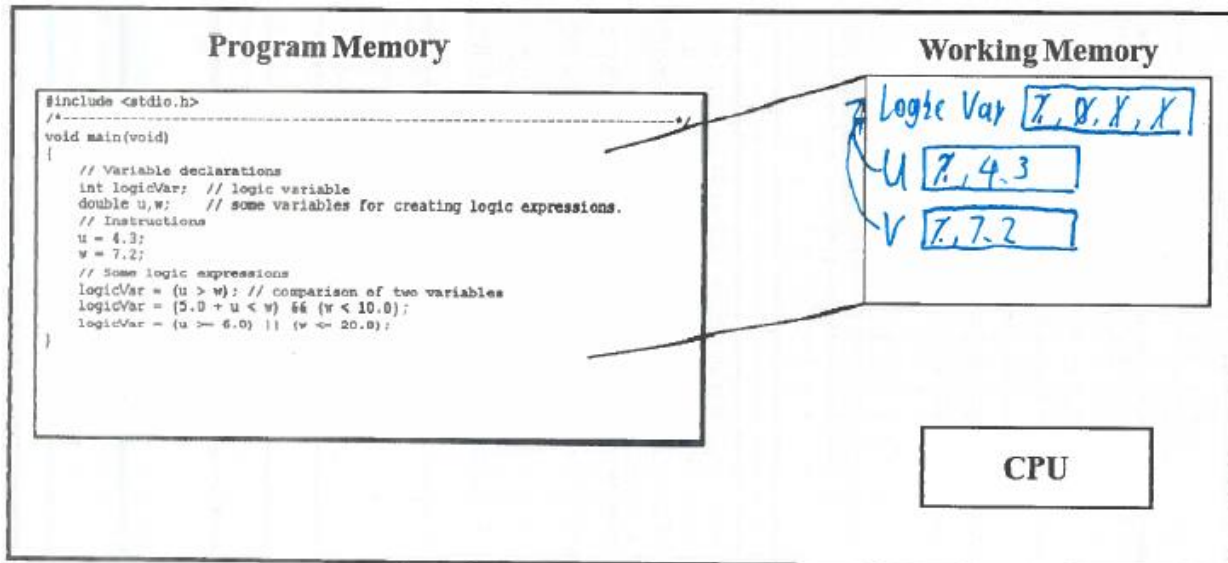 Program Memory
#include <stdio.h>
/*---------------------------------------------------------------------------*/
void main(void)
{
// Variable declarations
int logicVar; // logic variable
double u,w; // some variables for creating logic expressions.
// Instructions
u = 4.3;
w = 7.2;
// Some logic expressions
logicVar = (u > w); // comparison of two variables
logicVar = (5.0 + u < w) && (w < 10.0);
logicVar = (u >= 6.0) || (w <= 20.0);
}
Working Memory
Logic Var
U 4.3
V 7.2
CPU